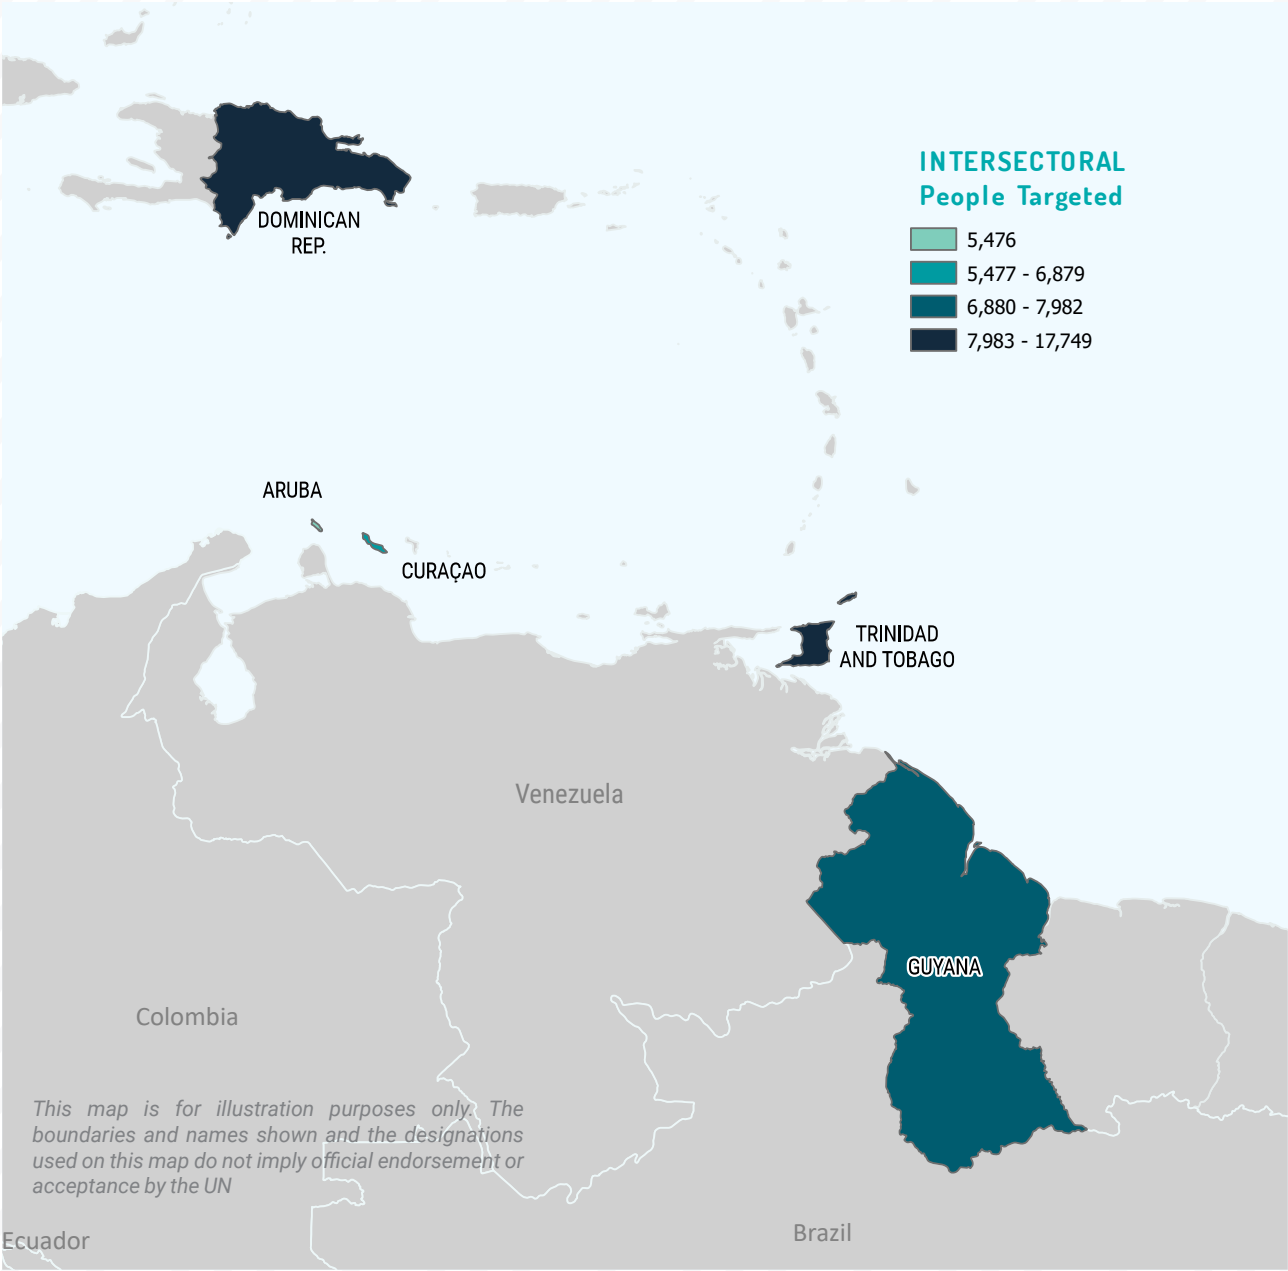 INTERSECTORAL
People Targeted
5,476
5,477 - 6,879
6,880 - 7,982
7,983 - 17,749
DOMINICAN
REP.
ARUBA
CURAÇAO
TRINIDAD
AND TOBAGO
Venezuela
GUYANA
Colombia
This map is for illustration purposes only. The
boundaries and names shown and the designations
used on this map do not imply official endorsement or
acceptance by the UN
Brazil
Ecuador